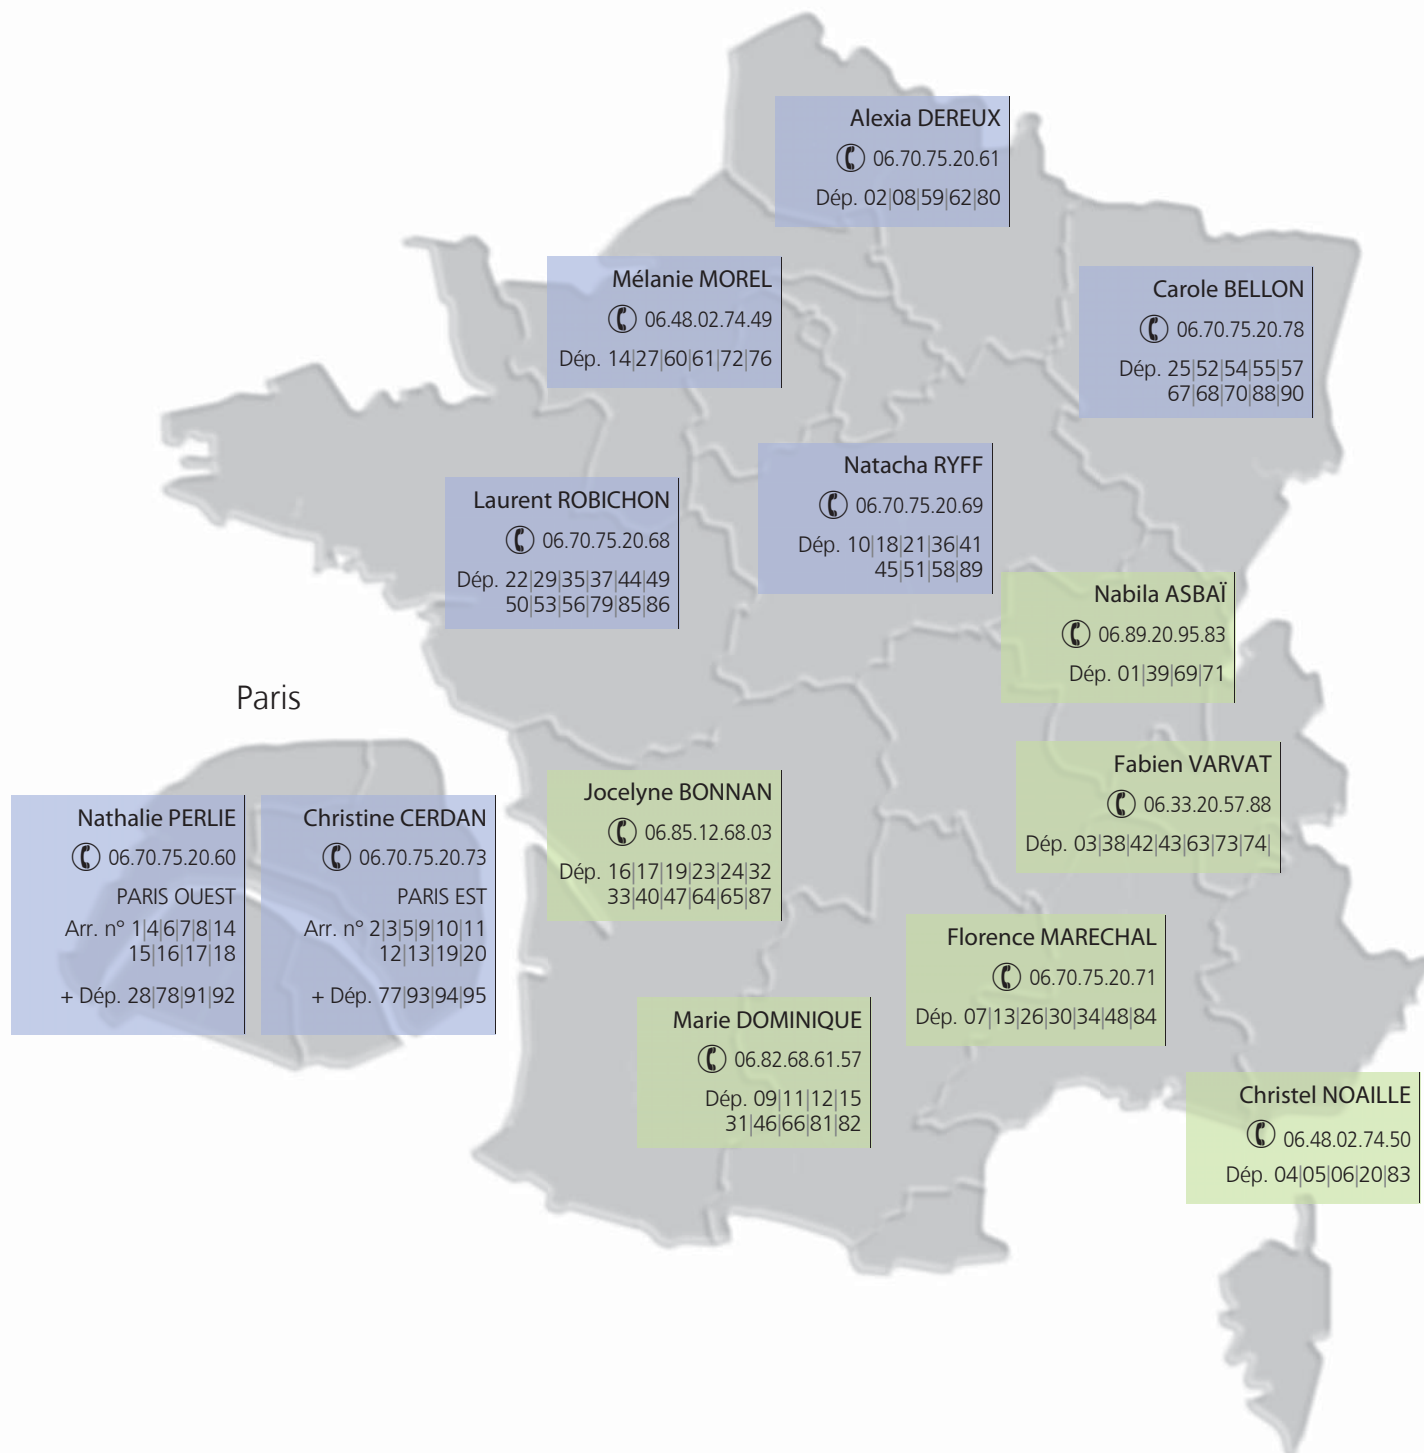 Alexia DEREUX
06.70.75.20.61
Dép. 02|08|59|62|80
Mélanie MOREL
06.48.02.74.49
Dép. 14|27|60|61|72|76
Carole BELLON
06.70.75.20.78
Dép. 25|52|54|55|57
67|68|70|88|90
Natacha RYFF
06.70.75.20.69
Dép. 10|18|21|36|41
45|51|58|89
Laurent ROBICHON
06.70.75.20.68
Dép. 22|29|35|37|44|49
50|53|56|79|85|86
Nabila ASBAÏ
06.89.20.95.83
Dép. 01|39|69|71
Paris
Nathalie PERLIE
06.70.75.20.60
PARIS OUEST
Arr. n° 1|4|6|7|8|14
15|16|17|18
+ Dép. 28|78|91|92
Christine CERDAN
06.70.75.20.73
PARIS EST
Arr. n° 2|3|5|9|10|11
12|13|19|20
+ Dép. 77|93|94|95
Jocelyne BONNAN
06.85.12.68.03
Dép. 16|17|19|23|24|32
33|40|47|64|65|87
Fabien VARVAT
06.33.20.57.88
Dép. 03|38|42|43|63|73|74|
Florence MARECHAL
06.70.75.20.71
Dép. 07|13|26|30|34|48|84
Marie DOMINIQUE
06.82.68.61.57
Dép. 09|11|12|15
31|46|66|81|82
Christel NOAILLE
06.48.02.74.50
Dép. 04|05|06|20|83